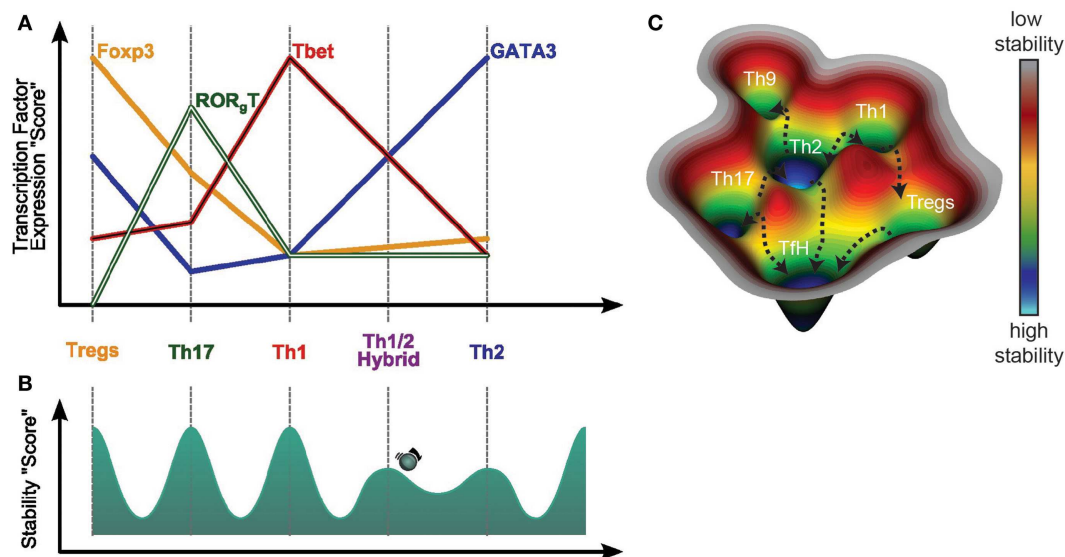 A
Transcription Factor
Expression "Score"
Foxp3
RORgT
Tbet
GATA3
Tregs
Th17
Th1
Th1/2
Hybrid
Th2
B
Stability "Score"
C
low
stability
Th9
Th1
Th2
Th17
Tregs
TfH
high
stability